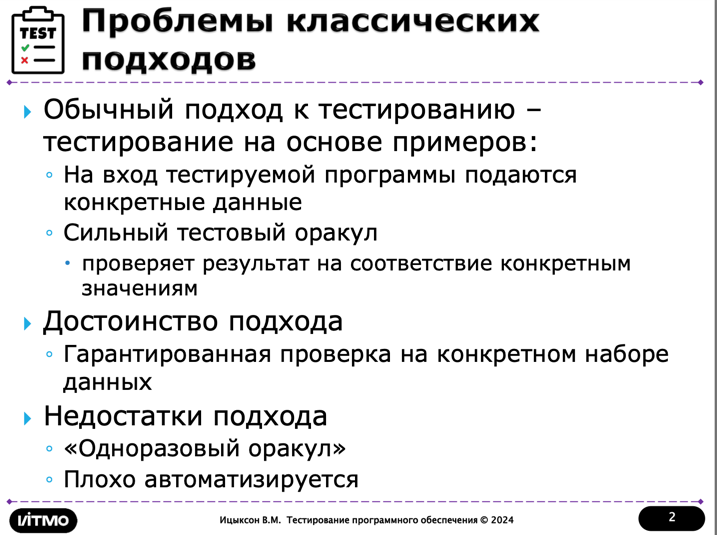 TEST
Проблемы классических
подходов
Обычный подход к тестированию –
тестирование на основе примеров:
На вход тестируемой программы подаются
конкретные данные
Сильный тестовый оракул
проверяет результат на соответствие конкретным
значениям
Достоинство подхода
Гарантированная проверка на конкретном наборе
данных
Недостатки подхода
«Одноразовый оракул»
Плохо автоматизируется
ИТМО
Ицыксон В.М. Тестирование программного обеспечения © 2024
2